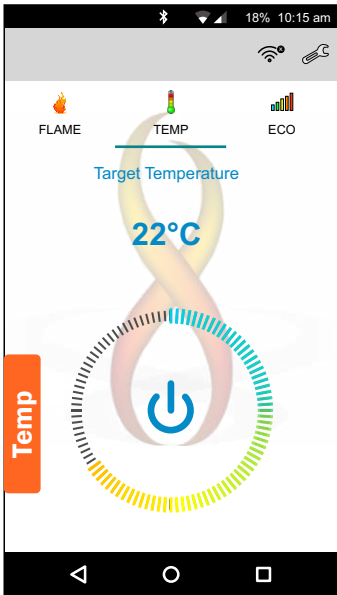 18% 10:15 am
FLAME TEMP ECO
Target Temperature
22°C
Temp